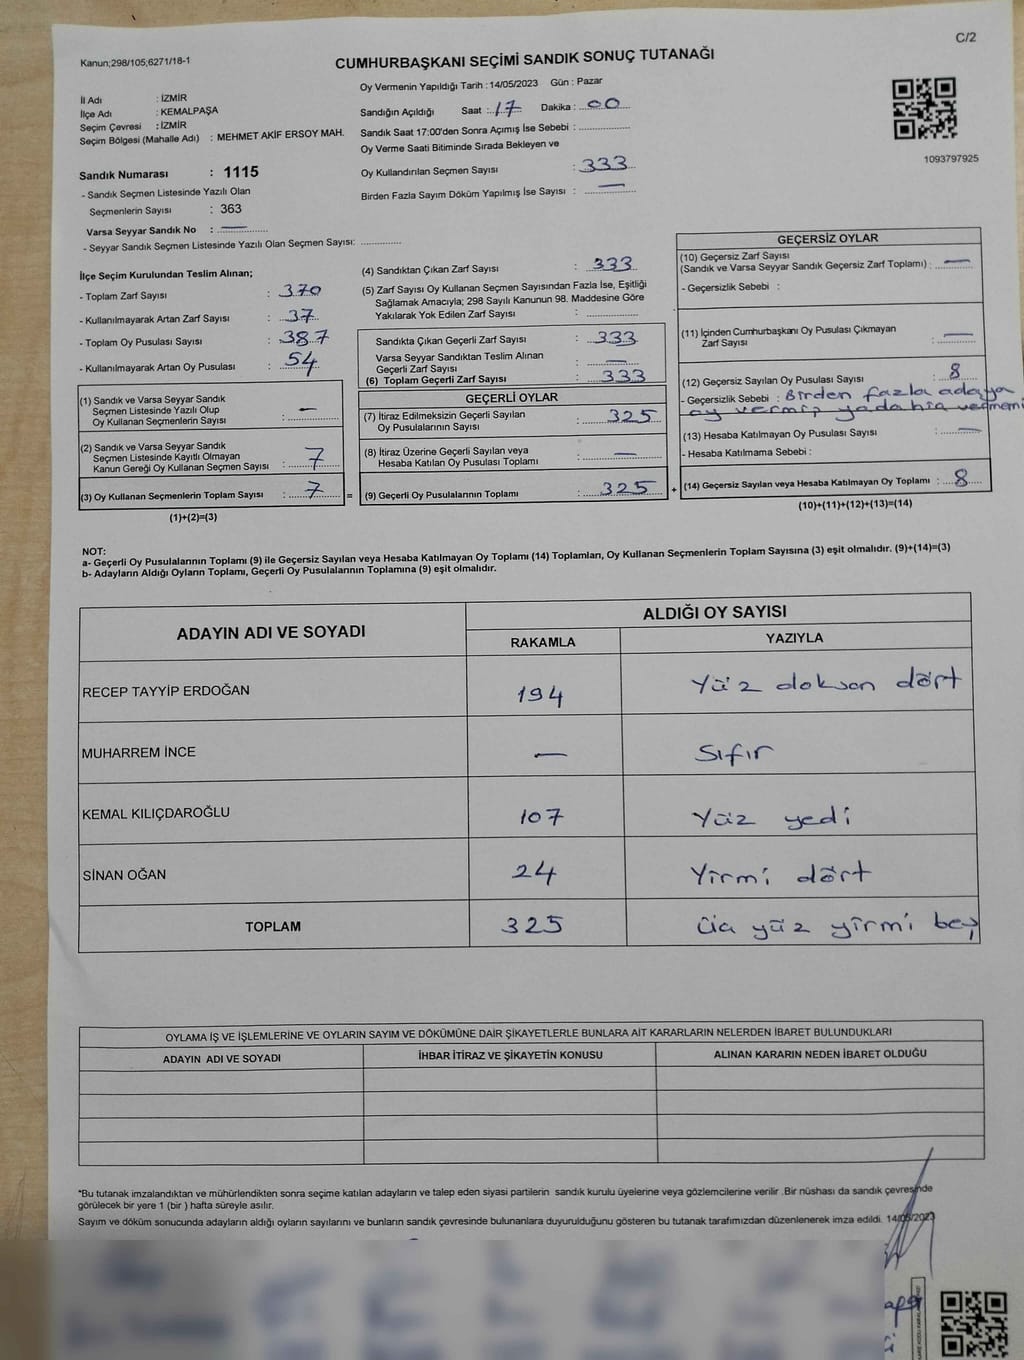 Kanun;298/105;6271/18-1
C/2
CUMHURBAŞKANI SEÇİMİ SANDIK SONUÇ TUTANAĞI
Oy Vermenin Yapıldığı Tarih : 14/05/2023 Gün : Pazar
İl Adı : İZMİR
İlçe Adı : KEMALPAŞA
Seçim Çevresi : İZMİR
Seçim Bölgesi (Mahalle Adı) : MEHMET AKİF ERSOY MAH.
Sandığın Açıldığı Saat : 17 Dakika : 00
Sandık Saat 17:00'den Sonra Açımış İse Sebebi :
Oy Verme Saati Bitiminde Sırada Bekleyen ve
Oy Kullandırılan Seçmen Sayısı : 333
Birden Fazla Sayım Döküm Yapılmış İse Sayısı : —
1093797925
Sandık Numarası : 1115
- Sandık Seçmen Listesinde Yazılı Olan
Seçmenlerin Sayısı : 363
Varsa Seyyar Sandık No : —
- Seyyar Sandık Seçmen Listesinde Yazılı Olan Seçmen Sayısı:
İlçe Seçim Kurulundan Teslim Alınan;
- Toplam Zarf Sayısı : 370
- Kullanılmayarak Artan Zarf Sayısı : 37
- Toplam Oy Pusulası Sayısı : 387
- Kullanılmayarak Artan Oy Pusulası : 54
(1) Sandık ve Varsa Seyyar Sandık
Seçmen Listesinde Yazılı Olup
Oy Kullanan Seçmenlerin Sayısı : —
(2) Sandık ve Varsa Seyyar Sandık
Seçmen Listesinde Kayıtlı Olmayan
Kanun Gereği Oy Kullanan Seçmen Sayısı : 7
(3) Oy Kullanan Seçmenlerin Toplam Sayısı : 7 =
(1)+(2)=(3)
(4) Sandıktan Çıkan Zarf Sayısı : 333
(5) Zarf Sayısı Oy Kullanan Seçmen Sayısından Fazla İse, Eşitliği
Sağlamak Amacıyla; 298 Sayılı Kanunun 98. Maddesine Göre
Yakılarak Yok Edilen Zarf Sayısı :
Sandıkta Çıkan Geçerli Zarf Sayısı : 333
Varsa Seyyar Sandıktan Teslim Alınan
Geçerli Zarf Sayısı : —
(6) Toplam Geçerli Zarf Sayısı : 333
GEÇERLİ OYLAR
(7) İtiraz Edilmeksizin Geçerli Sayılan
Oy Pusulalarının Sayısı : 325
(8) İtiraz Üzerine Geçerli Sayılan veya
Hesaba Katılan Oy Pusulası Toplamı : —
(9) Geçerli Oy Pusulalarının Toplamı : 325 +
GEÇERSİZ OYLAR
(10) Geçersiz Zarf Sayısı
(Sandık ve Varsa Seyyar Sandık Geçersiz Zarf Toplamı) : —
- Geçersizlik Sebebi :
(11) İçinden Cumhurbaşkanı Oy Pusulası Çıkmayan
Zarf Sayısı : —
(12) Geçersiz Sayılan Oy Pusulası Sayısı : 8
- Geçersizlik Sebebi : Birden fazla adaya
oy vermiş yada hiç vermemi
(13) Hesaba Katılmayan Oy Pusulası Sayısı : —
- Hesaba Katılmama Sebebi :
(14) Geçersiz Sayılan veya Hesaba Katılmayan Oy Toplamı : 8
(10)+(11)+(12)+(13)=(14)
NOT:
a- Geçerli Oy Pusulalarının Toplamı (9) ile Geçersiz Sayılan veya Hesaba Katılmayan Oy Toplamı (14) Toplamları, Oy Kullanan Seçmenlerin Toplam Sayısına (3) eşit olmalıdır. (9)+(14)=(3)
b- Adayların Aldığı Oyların Toplamı, Geçerli Oy Pusulalarının Toplamına (9) eşit olmalıdır.
ADAYIN ADI VE SOYADI
ALDIĞI OY SAYISI
RAKAMLA YAZIYLA
RECEP TAYYİP ERDOĞAN 194 Yüz doksan dört
MUHARREM İNCE — Sıfır
KEMAL KILIÇDAROĞLU 107 Yüz yedi
SİNAN OĞAN 24 Yirmi dört
TOPLAM 325 üç yüz yirmi beş
OYLAMA İŞ VE İŞLEMLERİNE VE OYLARIN SAYIM VE DÖKÜMÜNE DAİR ŞİKAYETLERLE BUNLARA AİT KARARLARIN NELERDEN İBARET BULUNDUKLARI
ADAYIN ADI VE SOYADI İHBAR İTİRAZ VE ŞİKAYETİN KONUSU ALINAN KARARIN NEDEN İBARET OLDUĞU
*Bu tutanak imzalandıktan ve mühürlendikten sonra seçime katılan adayların ve talep eden siyasi partilerin sandık kurulu üyelerine veya gözlemcilerine verilir .Bir nüshası da sandık çevresinde
görülecek bir yere 1 (bir ) hafta süreyle asılır.
Sayım ve döküm sonucunda adayların aldığı oyların sayılarını ve bunların sandık çevresinde bulunanlara duyurulduğunu gösteren bu tutanak tarafımızdan düzenlenerek imza edildi. 14/05/2023